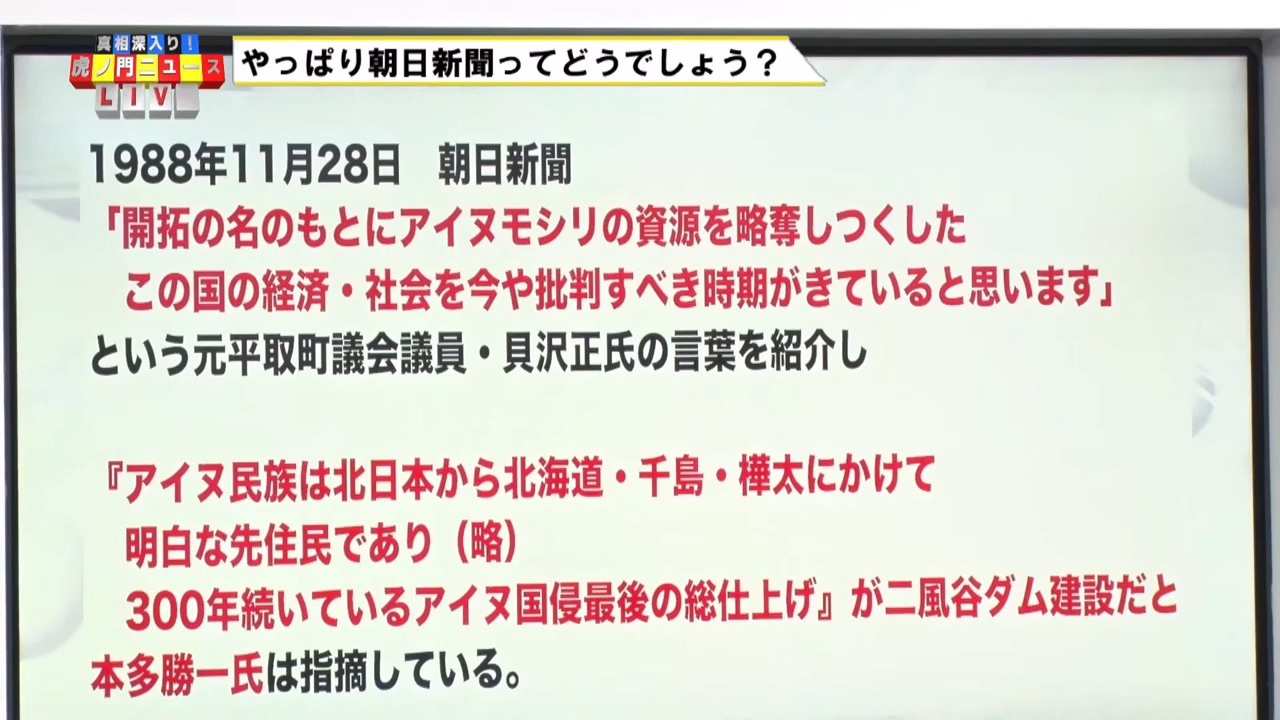 真相深入り!
虎ノ門ニュース
LIV
やっぱり朝日新聞ってどうでしょう?
1988年11月28日　朝日新聞
「開拓の名のもとにアイヌモシリの資源を略奪しつくした
この国の経済・社会を今や批判すべき時期がきていると思います」
という元平取町議会議員・貝沢正氏の言葉を紹介し
『アイヌ民族は北日本から北海道・千島・樺太にかけて
明白な先住民であり（略）
300年続いているアイヌ国侵最後の総仕上げ』が二風谷ダム建設だと
本多勝一氏は指摘している。